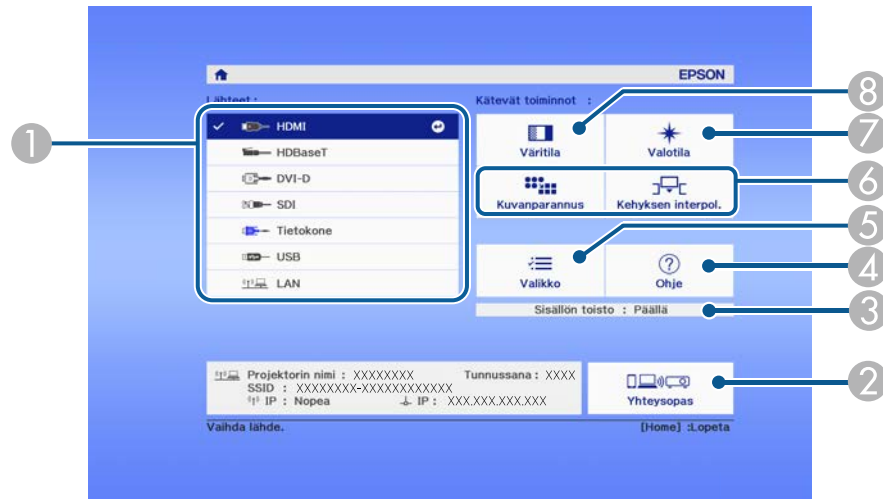 EPSON
Lähteet :
HDMI
HDBaseT
DVI-D
SDI
Tietokone
USB
LAN
Kätevät toiminnot :
Väritila
Valotila
Kuvanparannus
Kehyksen interpol.
Valikko
Ohje
Sisällön toisto : Päällä
Projektorin nimi : XXXXXXXX Tunnussana : XXXX
SSID : XXXXXXXX-XXXXXXXXXXXX
IP : Nopea IP : XXX.XXX.XXX.XXX
Yhteysopas
Vaihda lähde. [Home] :Lopeta
1
8
7
6
5
4
3
2